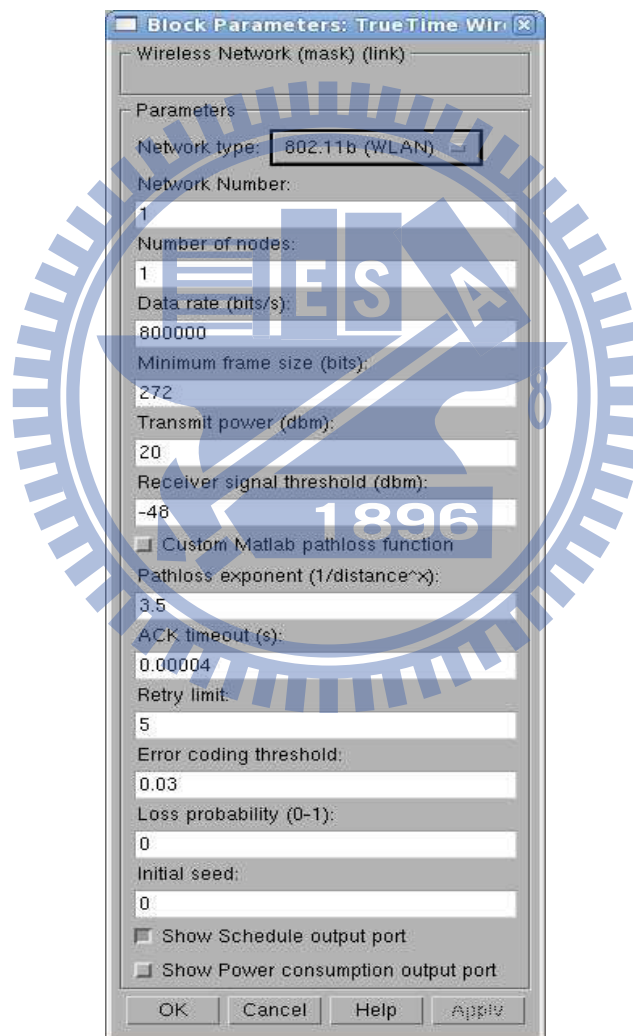 Block Parameters: TrueTime Wir
Wireless Network (mask) (link)
Parameters
Network type: 802.11b (WLAN)
Network Number:
1
Number of nodes:
1
Data rate (bits/s):
800000
Minimum frame size (bits):
272
Transmit power (dbm):
20
Receiver signal threshold (dbm):
-48
Custom Matlab pathloss function
Pathloss exponent (1/distance^x):
3.5
ACK timeout (s):
0.00004
Retry limit:
5
Error coding threshold:
0.03
Loss probability (0-1):
0
Initial seed:
0
Show Schedule output port
Show Power consumption output port
OK Cancel Help Apply
ESA
1896